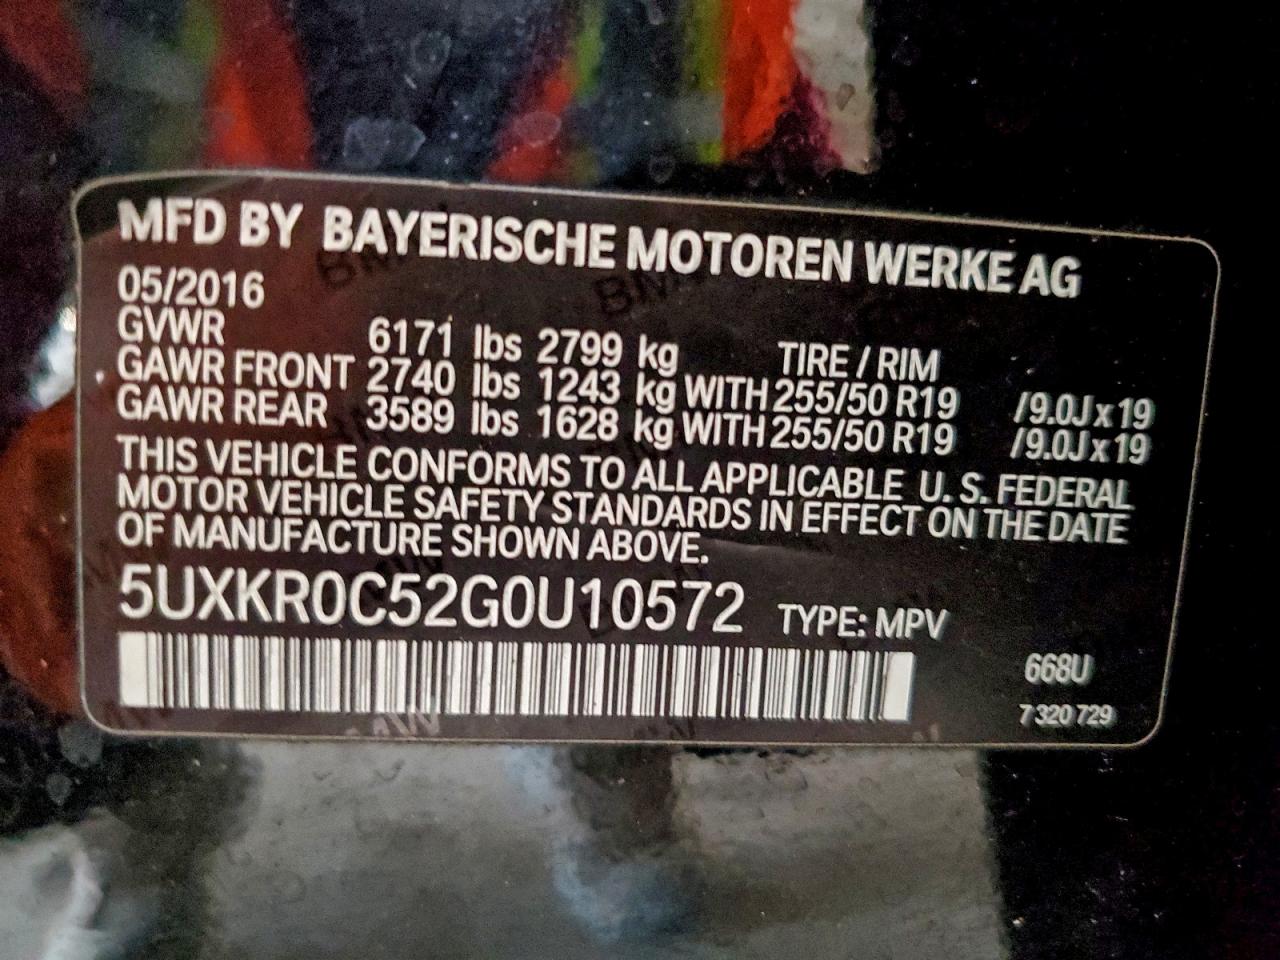 MFD BY BAYERISCHE MOTOREN WERKE AG
05/2016
GVWR 6171 lbs 2799 kg TIRE / RIM
GAWR FRONT 2740 lbs 1243 kg WITH 255/50 R19 /9.0J x 19
GAWR REAR 3589 lbs 1628 kg WITH 255/50 R19 /9.0J x 19
THIS VEHICLE CONFORMS TO ALL APPLICABLE U. S. FEDERAL
MOTOR VEHICLE SAFETY STANDARDS IN EFFECT ON THE DATE
OF MANUFACTURE SHOWN ABOVE.
5UXKR0C52G0U10572 TYPE: MPV
668U
7 320 729